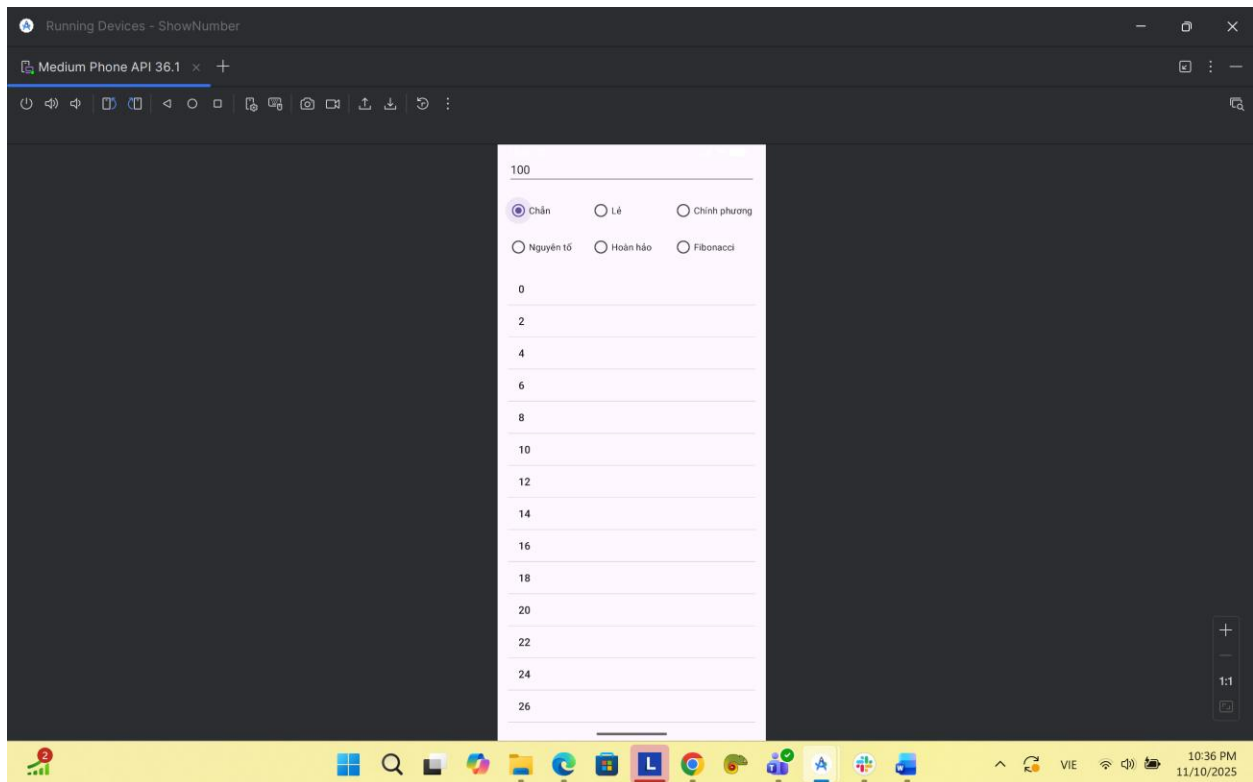 Running Devices - ShowNumber
Medium Phone API 36.1
100
Chẵn Lẻ Chính phương
Nguyên tố Hoàn hảo Fibonacci
0
2
4
6
8
10
12
14
16
18
20
22
24
26
1:1
2
L
VIE
10:36 PM
11/10/2025